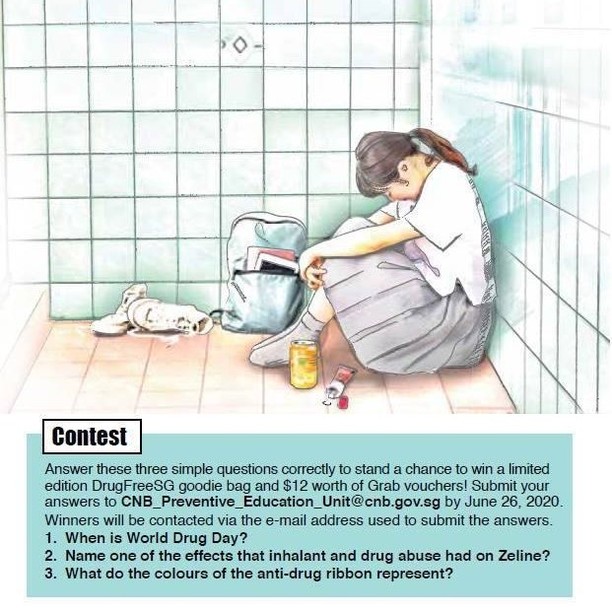 Contest
Answer these three simple questions correctly to stand a chance to win a limited
edition DrugFreeSG goodie bag and $12 worth of Grab vouchers! Submit your
answers to CNB_Preventive_Education_Unit@cnb.gov.sg by June 26, 2020.
Winners will be contacted via the e-mail address used to submit the answers.
1. When is World Drug Day?
2. Name one of the effects that inhalant and drug abuse had on Zeline?
3. What do the colours of the anti-drug ribbon represent?